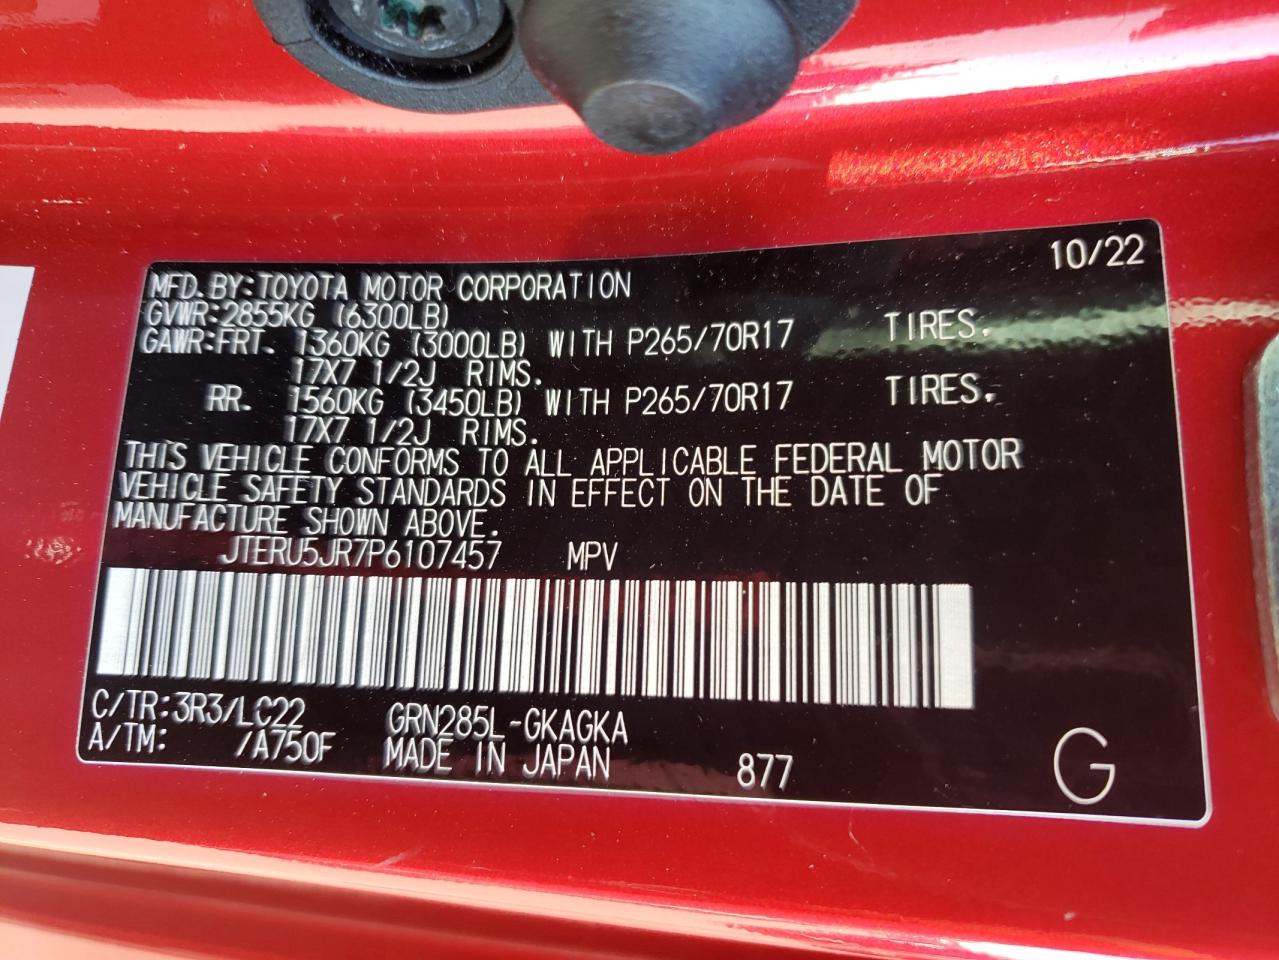 10/22
MFD. BY: TOYOTA MOTOR CORPORATION
GVWR: 2855KG (6300LB)
GAWR: FRT. 1360KG (3000LB) WITH P265/70R17 TIRES.
17X7 1/2J RIMS.
RR. 1560KG (3450LB) WITH P265/70R17 TIRES.
17X7 1/2J RIMS.
THIS VEHICLE CONFORMS TO ALL APPLICABLE FEDERAL MOTOR
VEHICLE SAFETY STANDARDS IN EFFECT ON THE DATE OF
MANUFACTURE SHOWN ABOVE.
JTERU5JR7P6107457 MPV
C/TR: 3R3/LC22 GRN285L-GKAGKA
A/TM: /A750F MADE IN JAPAN 877 G